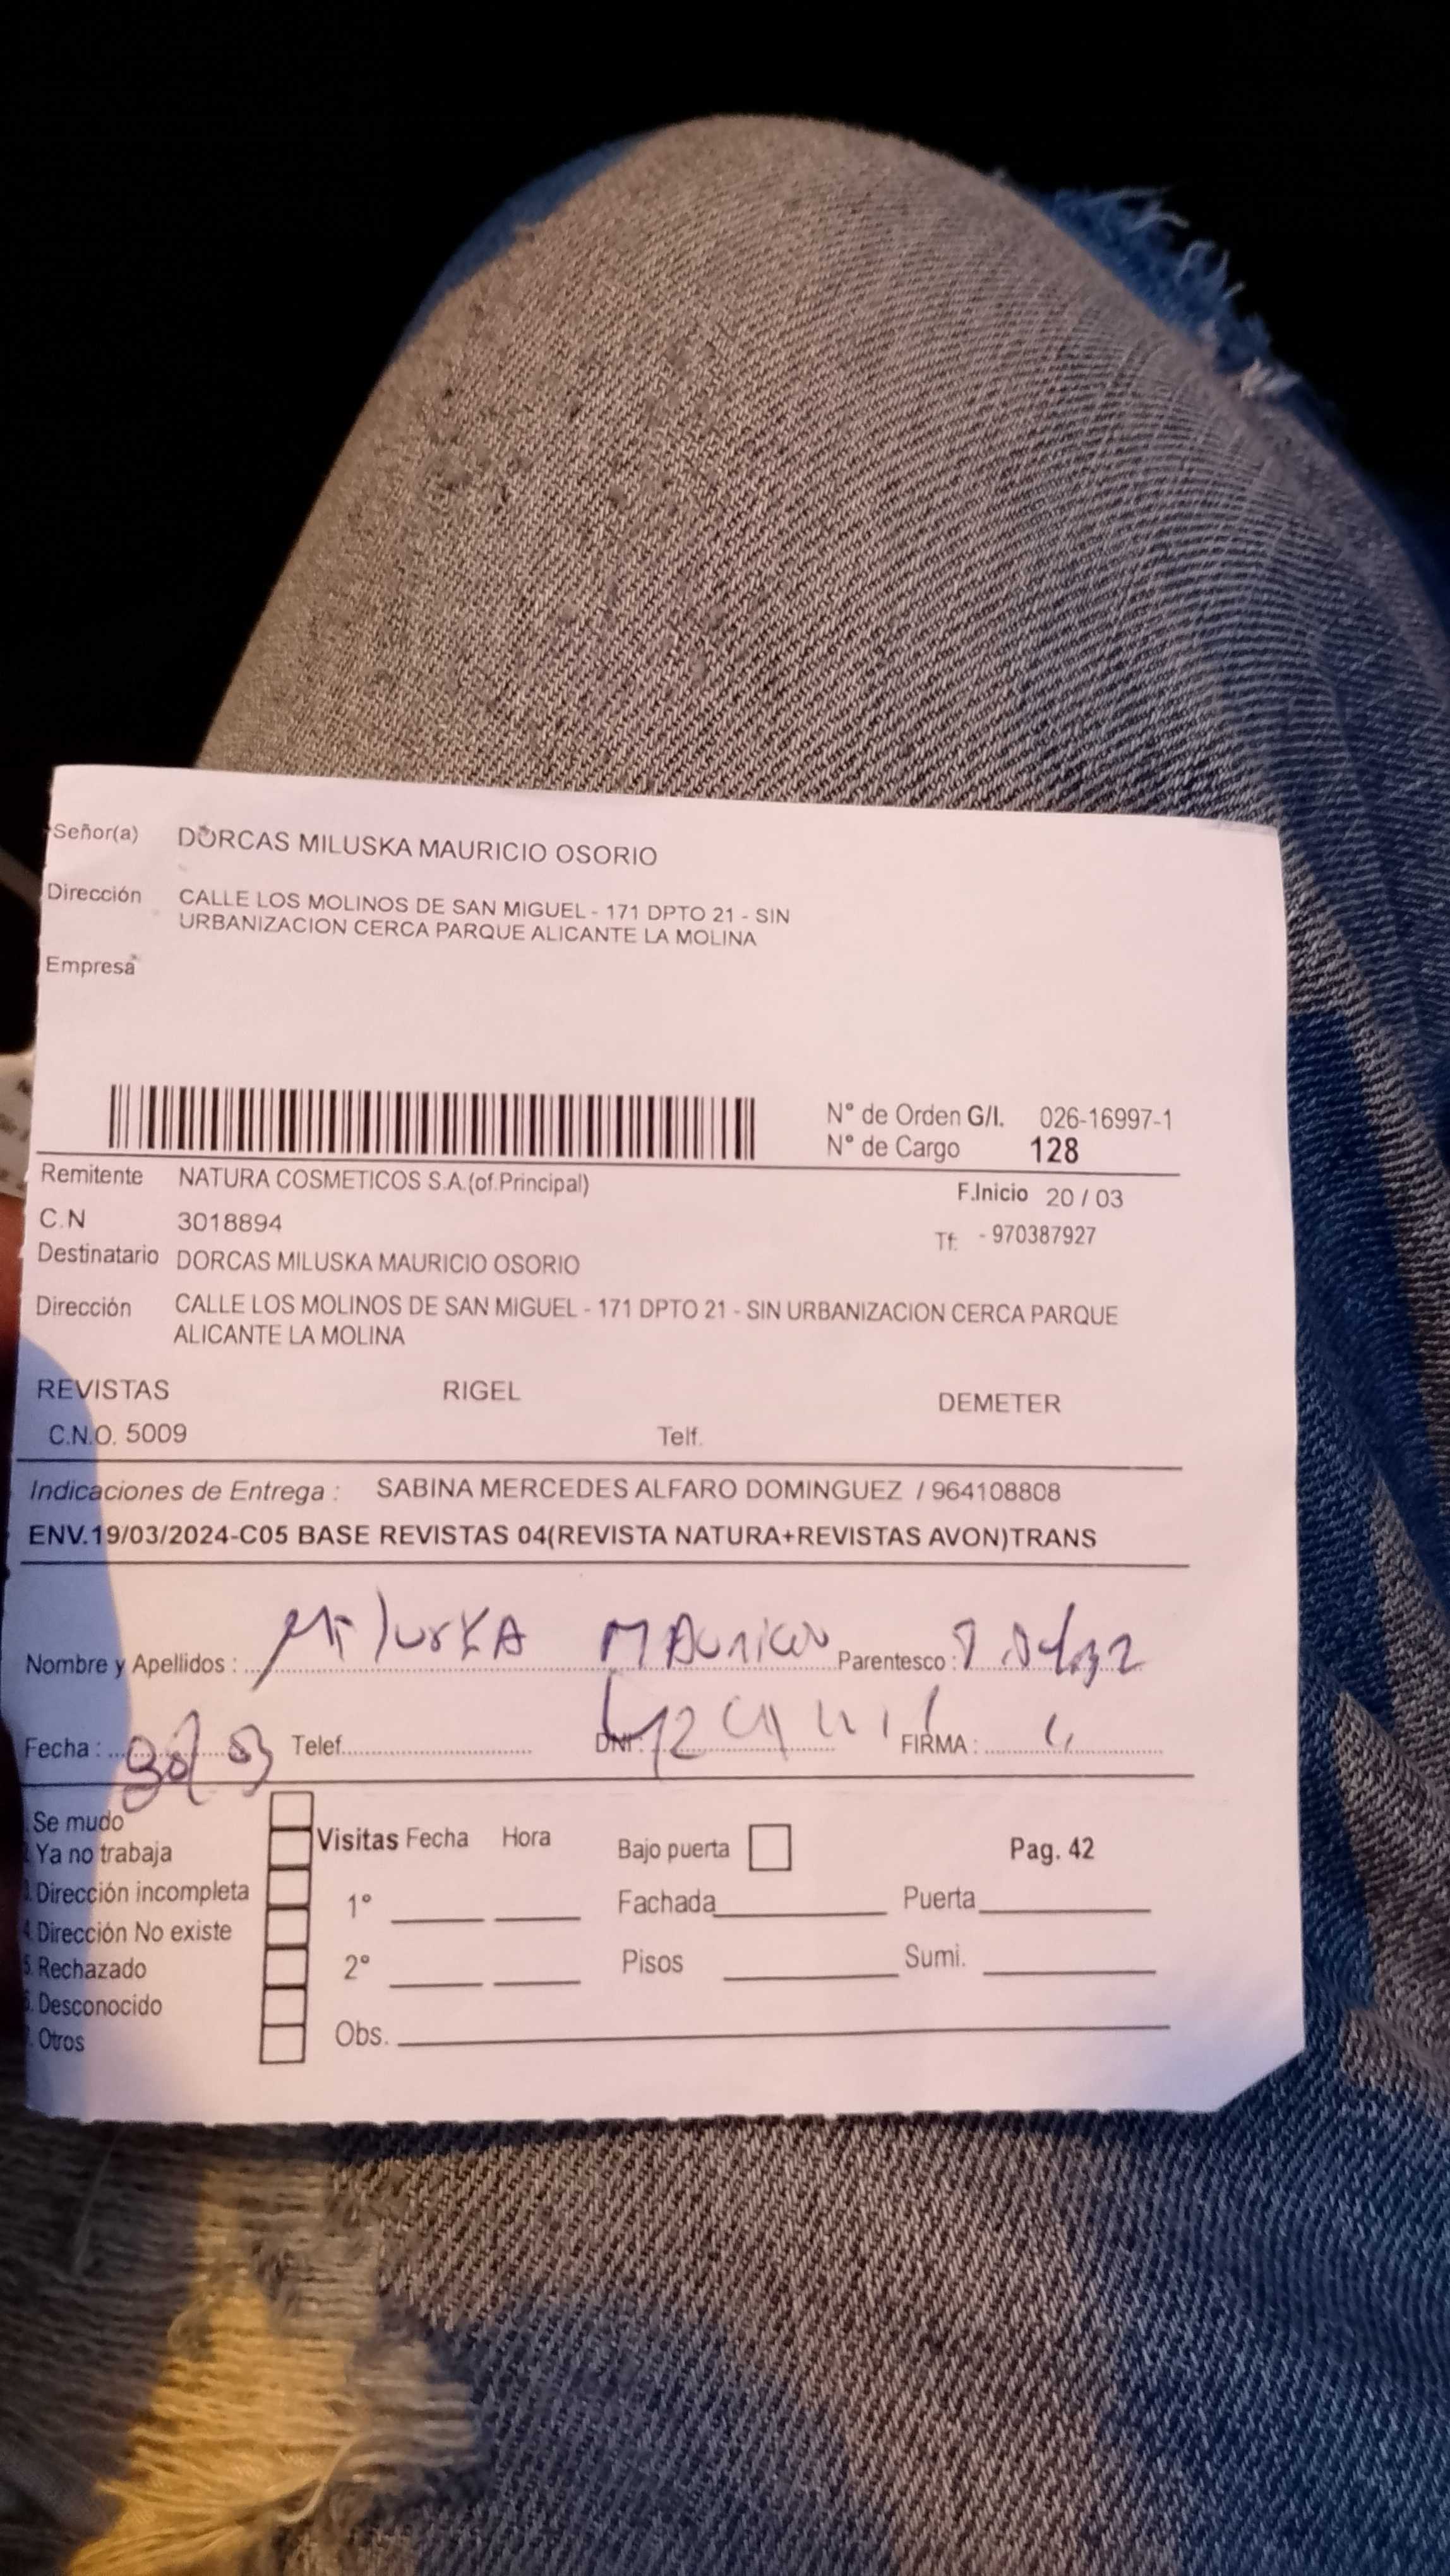 Señor(a) DORCAS MILUSKA MAURICIO OSORIO
Dirección CALLE LOS MOLINOS DE SAN MIGUEL - 171 DPTO 21 - SIN
URBANIZACION CERCA PARQUE ALICANTE LA MOLINA
Empresa
N° de Orden G/I. 026-16997-1
N° de Cargo 128
Remitente NATURA COSMETICOS S.A.(of.Principal)
F.Inicio 20 / 03
C.N 3018894
Tf: - 970387927
Destinatario DORCAS MILUSKA MAURICIO OSORIO
Dirección CALLE LOS MOLINOS DE SAN MIGUEL - 171 DPTO 21 - SIN URBANIZACION CERCA PARQUE
ALICANTE LA MOLINA
REVISTAS RIGEL DEMETER
C.N.O. 5009 Telf.
Indicaciones de Entrega : SABINA MERCEDES ALFARO DOMINGUEZ / 964108808
ENV.19/03/2024-C05 BASE REVISTAS 04(REVISTA NATURA+REVISTAS AVON)TRANS
Nombre y Apellidos : MiluskA MAuricio Parentesco :
Fecha : Telef. DNI: FIRMA :
Se mudo
Ya no trabaja
Visitas Fecha Hora Bajo puerta Pag. 42
Dirección incompleta
1° Fachada Puerta
4. Dirección No existe
5. Rechazado
2° Pisos Sumi.
Desconocido
Otros
Obs.